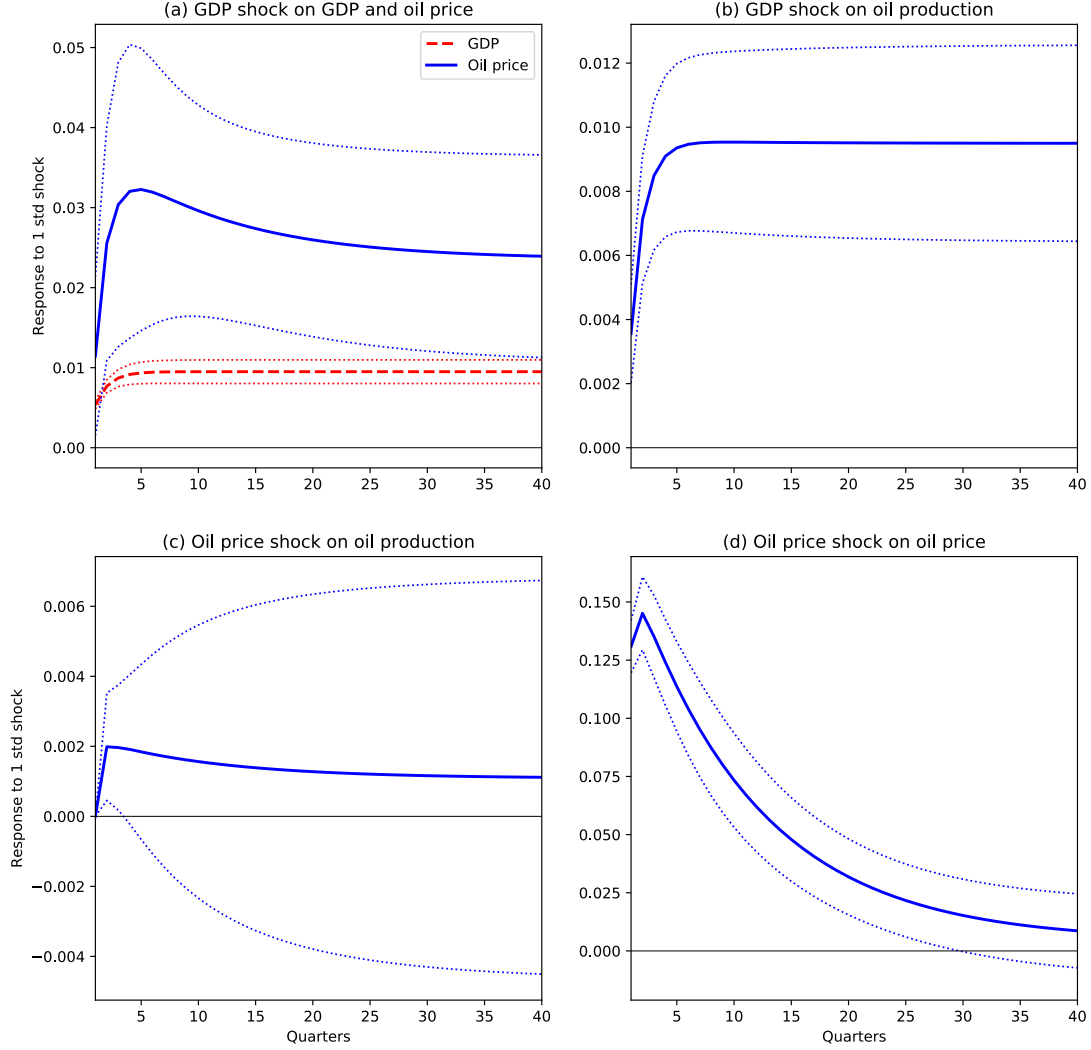 (a) GDP shock on GDP and oil price
GDP
Oil price
Response to 1 std shock
0.05
0.04
0.03
0.02
0.01
0.00
5 10 15 20 25 30 35 40
(b) GDP shock on oil production
0.012
0.010
0.008
0.006
0.004
0.002
0.000
5 10 15 20 25 30 35 40
(c) Oil price shock on oil production
Response to 1 std shock
0.006
0.004
0.002
0.000
−0.002
−0.004
5 10 15 20 25 30 35 40
Quarters
(d) Oil price shock on oil price
0.150
0.125
0.100
0.075
0.050
0.025
0.000
5 10 15 20 25 30 35 40
Quarters